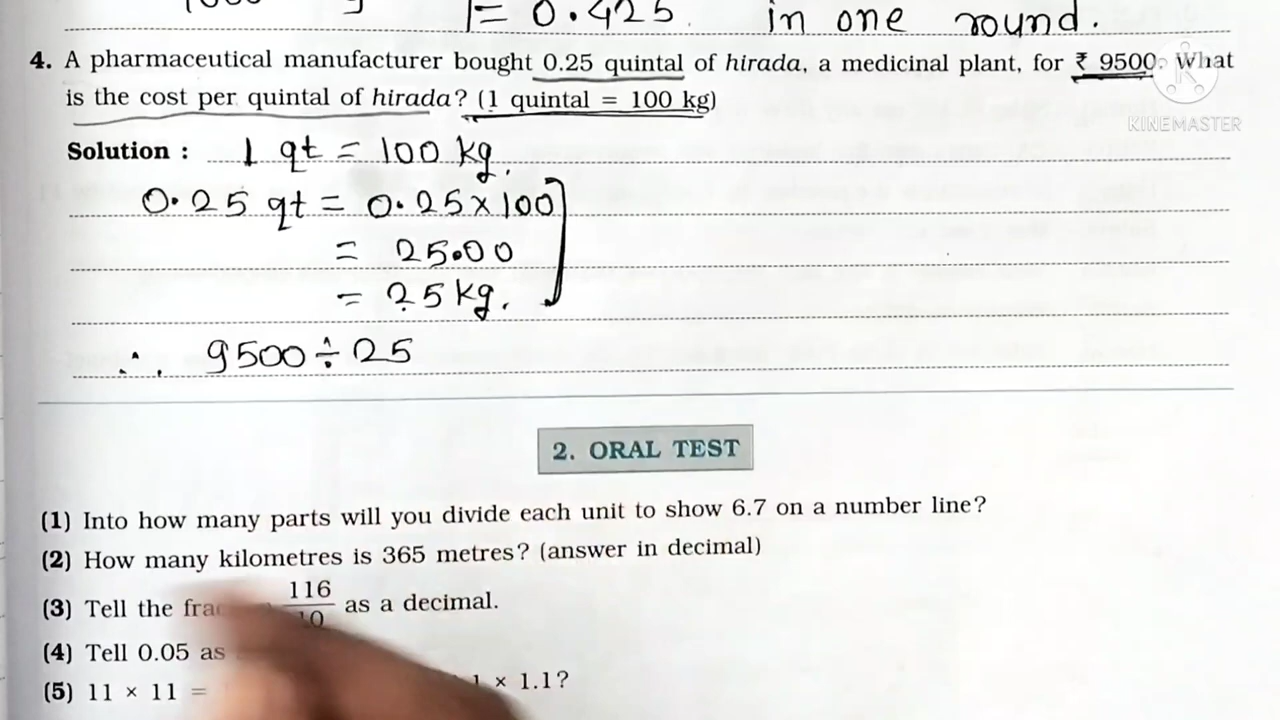 = 0.425. in one round.
4. A pharmaceutical manufacturer bought 0.25 quintal of hirada, a medicinal plant, for ₹ 9500. What
is the cost per quintal of hirada? (1 quintal = 100 kg)
KINEMASTER
Solution : 1 qt = 100 kg.
0.25 qt = 0.25×100
= 25.00
= 25 kg.
∴ 9500 ÷ 25
2. ORAL TEST
(1) Into how many parts will you divide each unit to show 6.7 on a number line?
(2) How many kilometres is 365 metres? (answer in decimal)
(3) Tell the 116 as a decimal.
(4) Tell 0.05 as
(5) 11 × 11 = × 1.1?